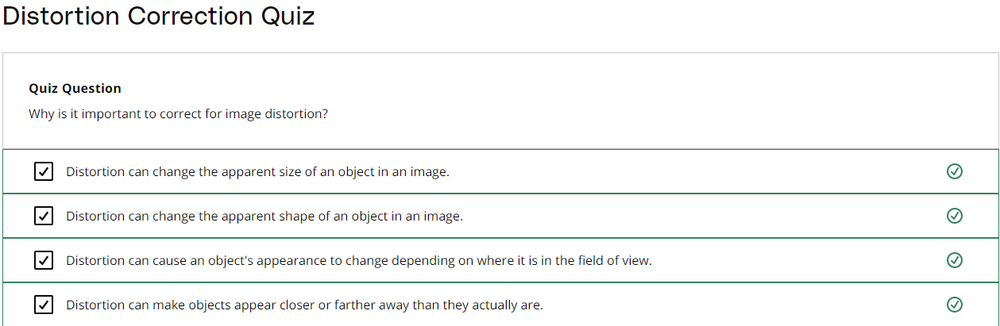 Distortion Correction Quiz
Quiz Question
Why is it important to correct for image distortion?
Distortion can change the apparent size of an object in an image.
Distortion can change the apparent shape of an object in an image.
Distortion can cause an object's appearance to change depending on where it is in the field of view.
Distortion can make objects appear closer or farther away than they actually are.